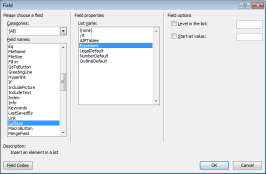 Field
Please choose a field
Categories:
(All)
Field names:
Eq
FileName
FileSize
Fill-in
GoToButton
GreetingLine
Hyperlink
If
IncludePicture
IncludeText
Index
Info
Keywords
LastSavedBy
Link
ListNum
MacroButton
MergeField
Field properties
List name:
(none)
AIPTables
Equations
LegalDefault
NumberDefault
OutlineDefault
Field options
Level in the list:
Start-at value:
Description:
Insert an element in a list
Field Codes
OK
Cancel